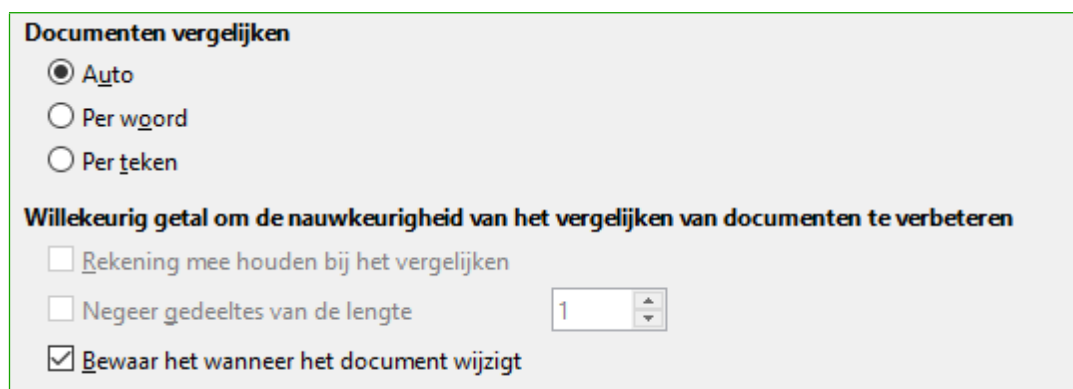 Documenten vergelijken
Auto
Per woord
Per teken
Willekeurig getal om de nauwkeurigheid van het vergelijken van documenten te verbeteren
Rekening mee houden bij het vergelijken
Negeer gedeeltes van de lengte 1
Bewaar het wanneer het document wijzigt